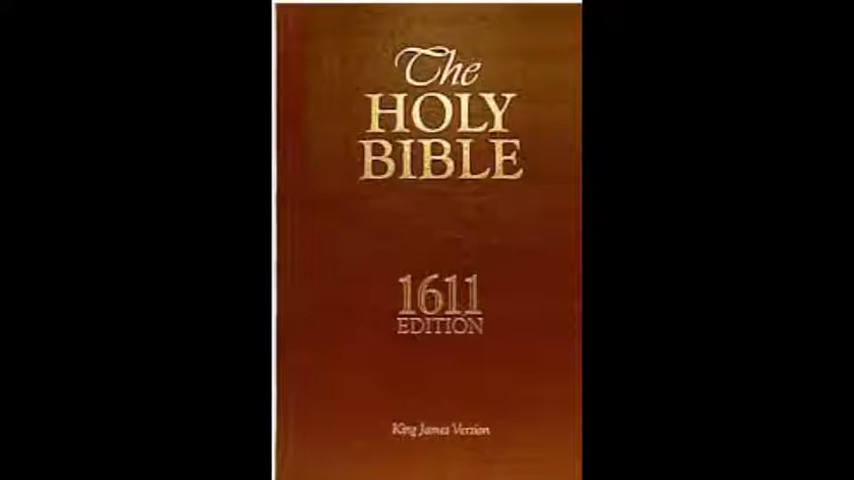 The
HOLY
BIBLE
1611
EDITION
King James Version